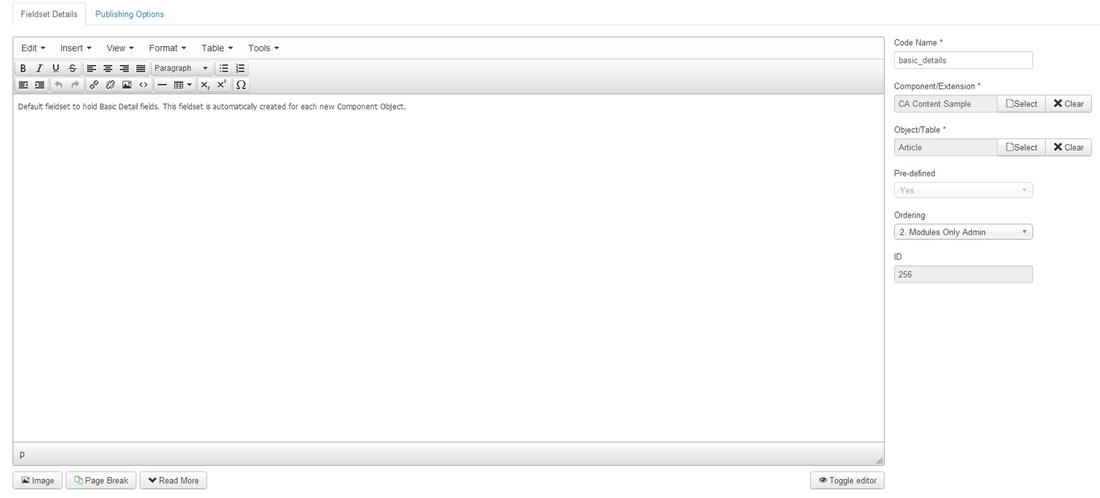 Fieldset Details Publishing Options
Edit Insert View Format Table Tools
B I U S Paragraph
X₂ X² Ω
Default fieldset to hold Basic Detail fields. This fieldset is automatically created for each new Component Object.
p
Image Page Break Read More Toggle editor
Code Name *
basic_details
Component/Extension *
CA Content Sample Select Clear
Object/Table *
Article Select Clear
Pre-defined
Yes
Ordering
2. Modules Only Admin
ID
256